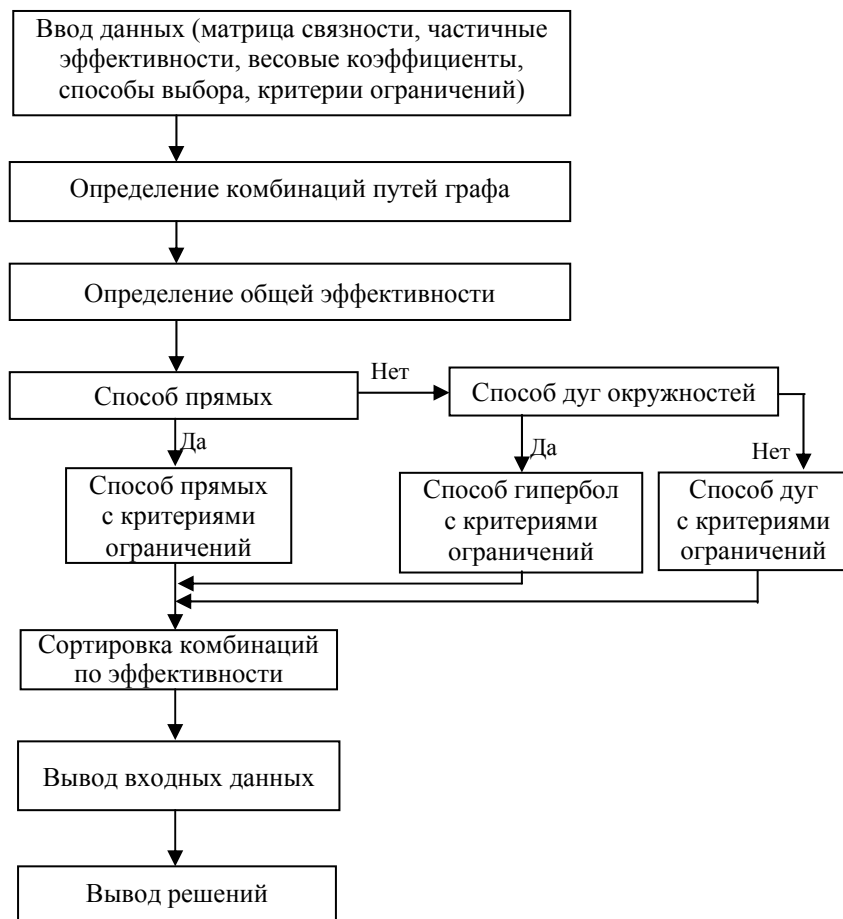 Ввод данных (матрица связности, частичные
эффективности, весовые коэффициенты,
способы выбора, критерии ограничений)
Определение комбинаций путей графа
Определение общей эффективности
Способ прямых
Нет
Способ дуг окружностей
Да
Да
Нет
Способ прямых
с критериями
ограничений
Способ гипербол
с критериями
ограничений
Способ дуг
с критериями
ограничений
Сортировка комбинаций
по эффективности
Вывод входных данных
Вывод решений